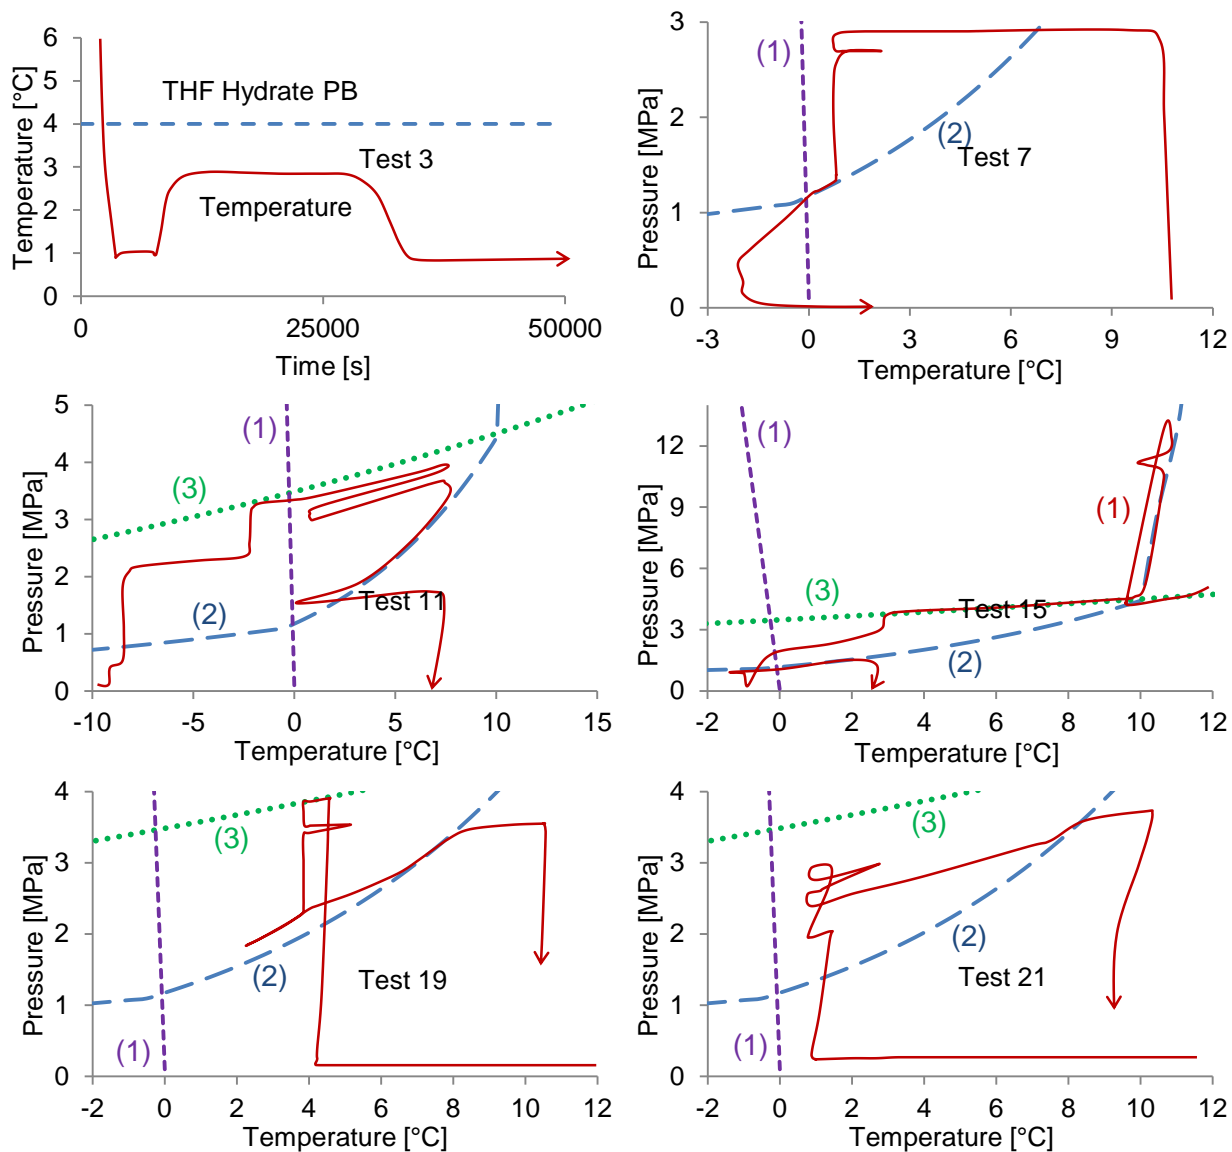 6
5
4
3
2
1
0
Temperature [°C]
THF Hydrate PB
Test 3
Temperature
0 25000 50000
Time [s]
3
2
1
0
Pressure [MPa]
(1)
(2)
Test 7
-3 0 3 6 9 12
Temperature [°C]
5
4
3
2
1
0
Pressure [MPa]
(1)
(3)
(2)
Test 11
-10 -5 0 5 10 15
Temperature [°C]
12
9
6
3
0
Pressure [MPa]
(1)
(1)
(3)
Test 15
(2)
-2 0 2 4 6 8 10 12
Temperature [°C]
4
3
2
1
0
Pressure [MPa]
(3)
(2)
Test 19
(1)
-2 0 2 4 6 8 10 12
Temperature [°C]
4
3
2
1
0
Pressure [MPa]
(3)
(2)
Test 21
(1)
-2 0 2 4 6 8 10 12
Temperature [°C]